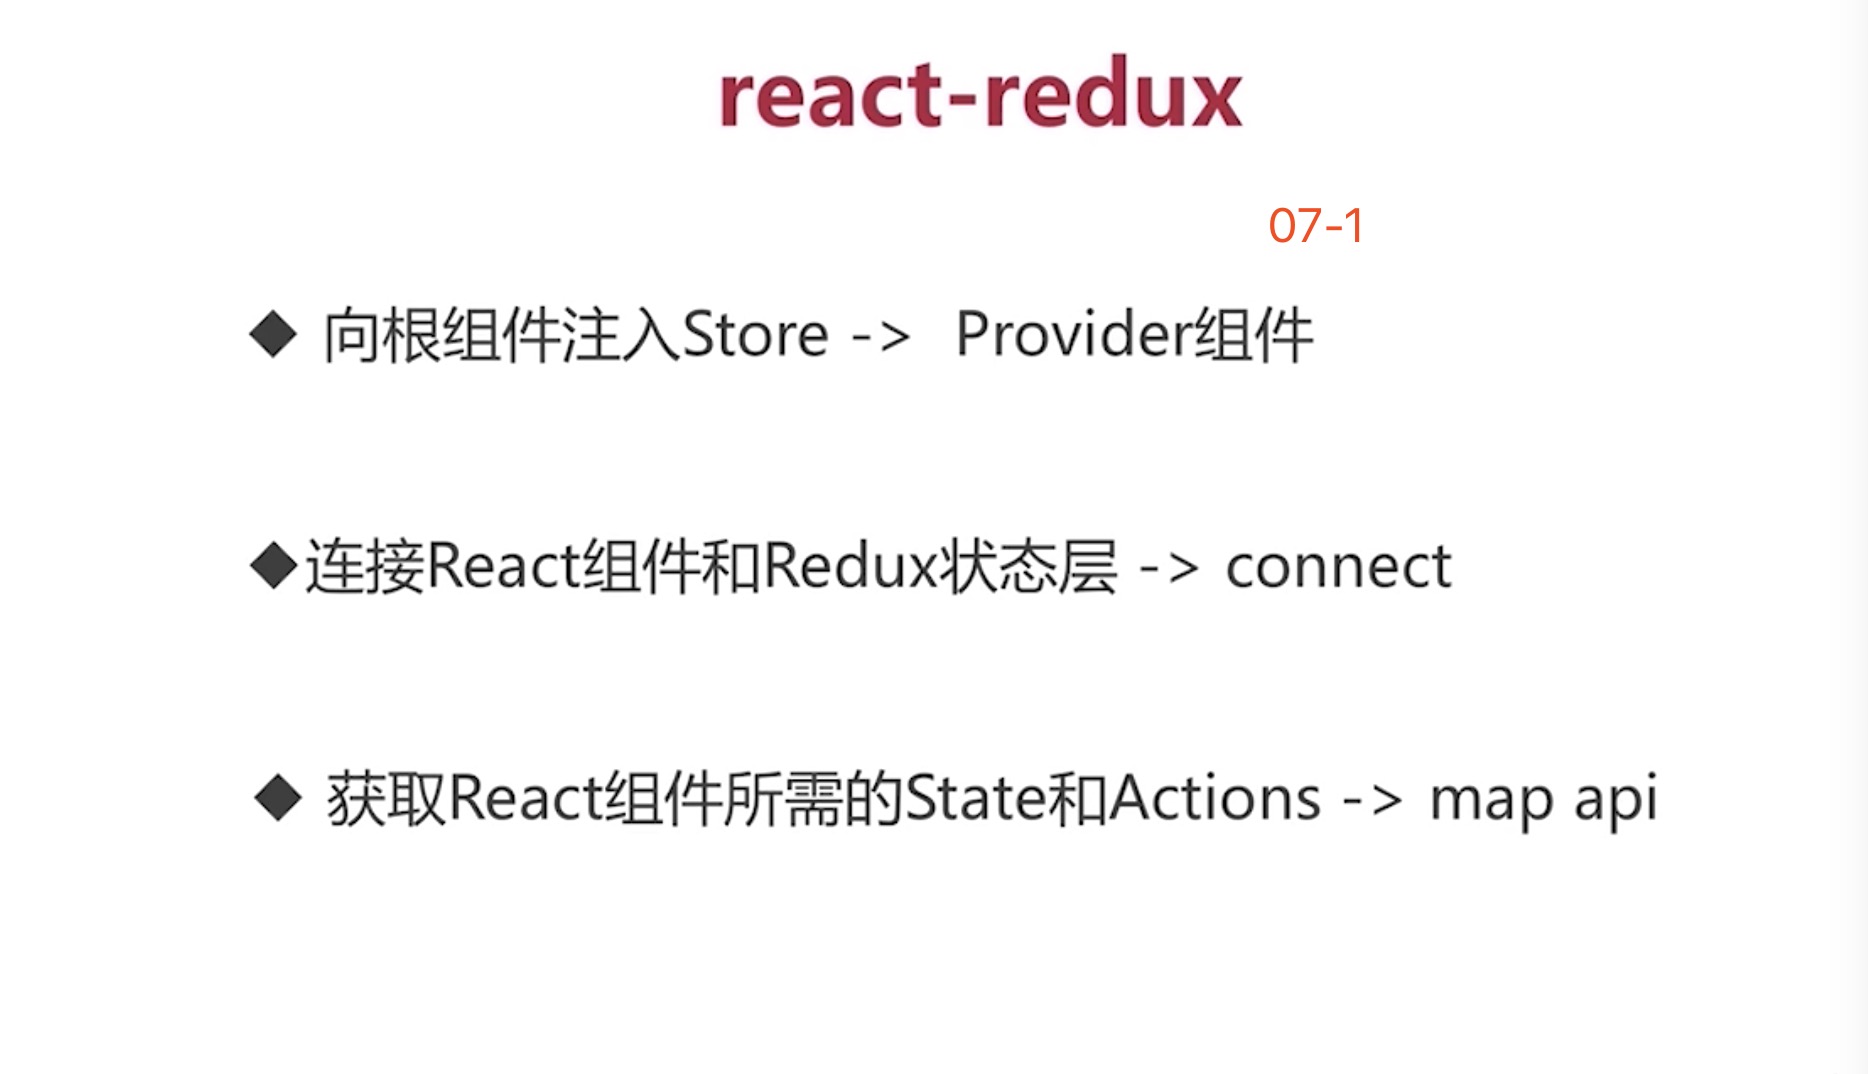 react-redux
07-1
◆ 向根组件注入Store -> Provider组件
◆连接React组件和Redux状态层 -> connect
◆ 获取React组件所需的State和Actions -> map api